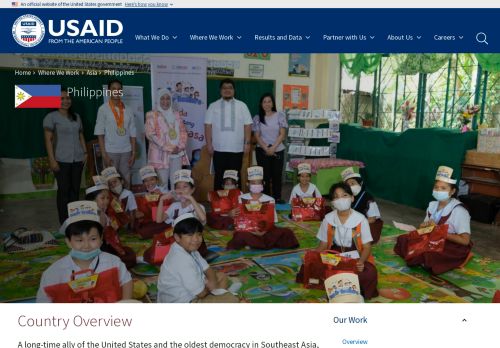 An official website of the United States government Here's how you know
USAID
FROM THE AMERICAN PEOPLE
What We Do
Where We Work
Results and Data
Partner with Us
About Us
Careers
Home › Where We Work › Asia › Philippines
Philippines
Country Overview
A long-time ally of the United States and the oldest democracy in Southeast Asia,
Our Work
Overview